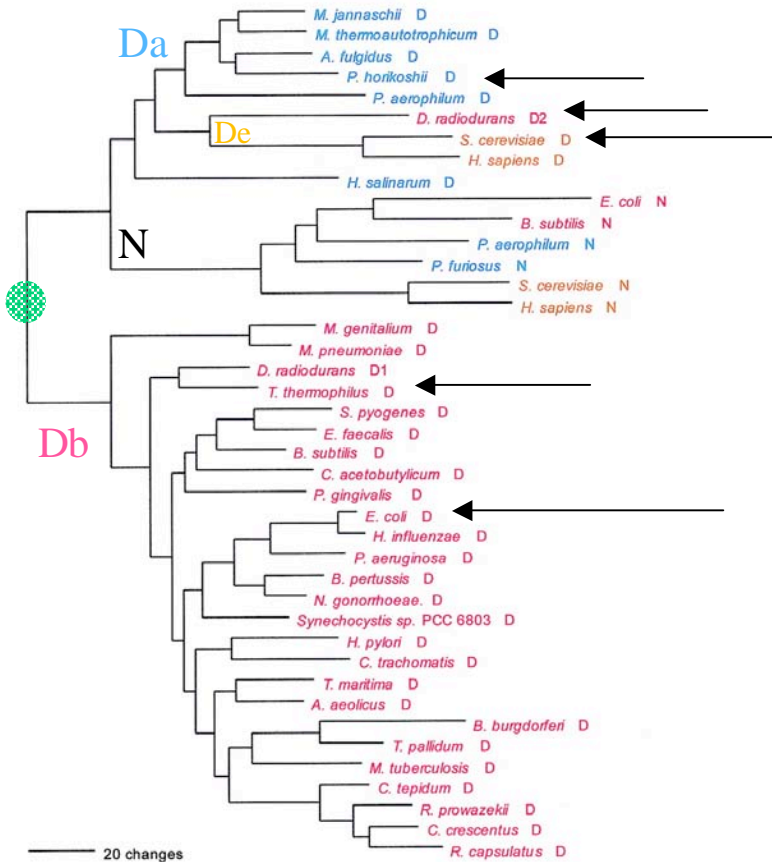 M. jannaschii D
Da
M. thermoautotrophicum D
A. fulgidus D
P. horikoshii D
P. aerophilum D
D. radiodurans D2
De
S. cerevisiae D
H. sapiens D
H. salinarum D
E. coli N
B. subtilis N
N
P. aerophilum N
P. furiosus N
S. cerevisiae N
H. sapiens N
M. genitalium D
M. pneumoniae D
D. radiodurans D1
T. thermophilus D
S. pyogenes D
Db
E. faecalis D
B. subtilis D
C. acetobutylicum D
P. gingivalis D
E. coli D
H. influenzae D
P. aeruginosa D
B. pertussis D
N. gonorrhoeae. D
Synechocystis sp. PCC 6803 D
H. pylori D
C. trachomatis D
T. maritima D
A. aeolicus D
B. burgdorferi D
T. pallidum D
M. tuberculosis D
C. tepidum D
R. prowazekii D
C. crescentus D
R. capsulatus D
20 changes